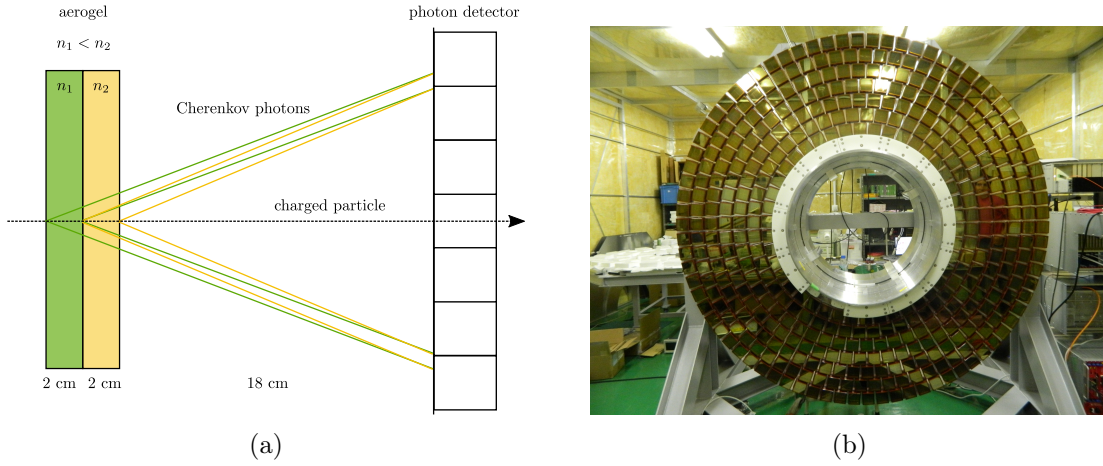 aerogel
photon detector
n₁ < n₂
n₁
n₂
Cherenkov photons
charged particle
2 cm
2 cm
18 cm
(a)
(b)